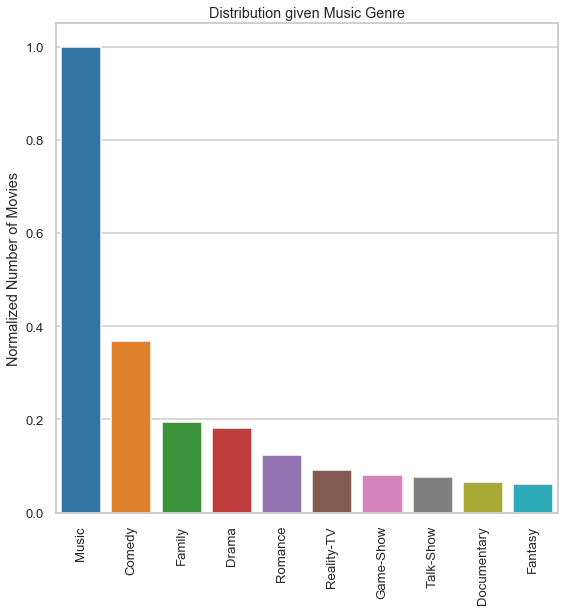 Distribution given Music Genre
Normalized Number of Movies
1.0
0.8
0.6
0.4
0.2
0.0
Music
Comedy
Family
Drama
Romance
Reality-TV
Game-Show
Talk-Show
Documentary
Fantasy